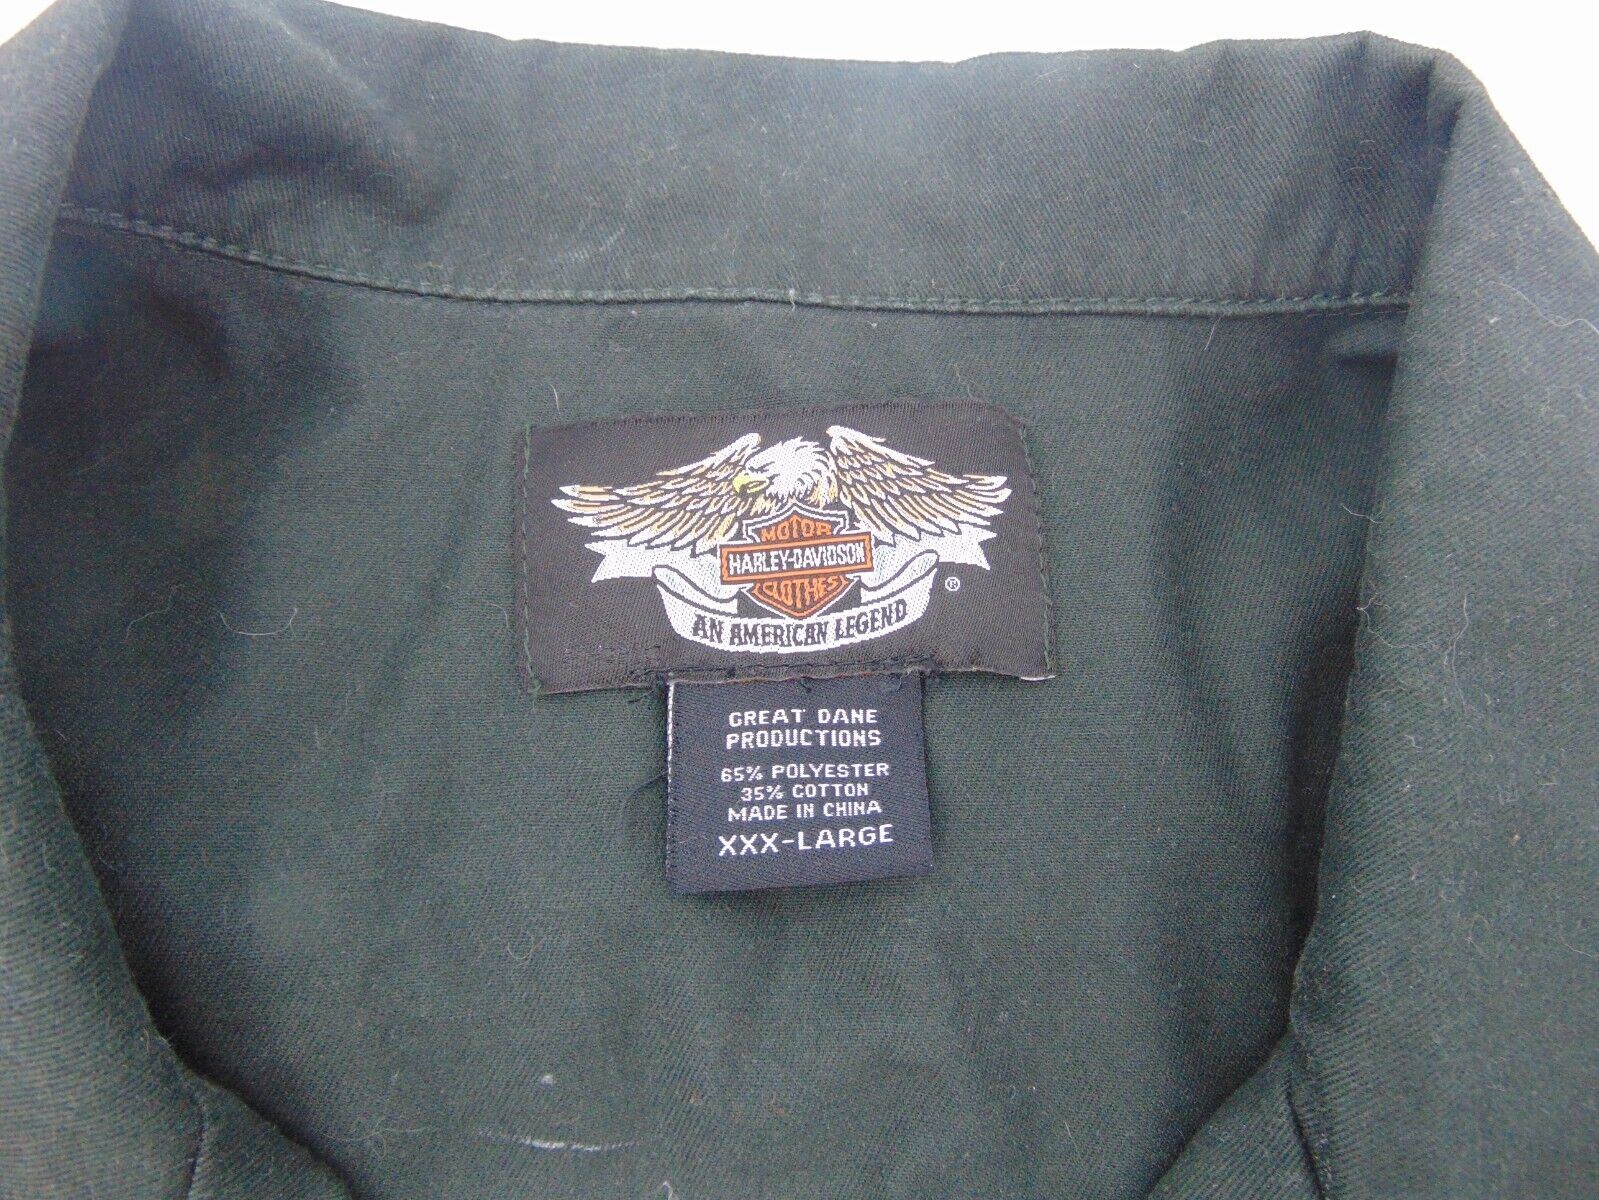 MOTOR
HARLEY-DAVIDSON
CLOTHES
®
AN AMERICAN LEGEND
GREAT DANE
PRODUCTIONS
65% POLYESTER
35% COTTON
MADE IN CHINA
XXX-LARGE